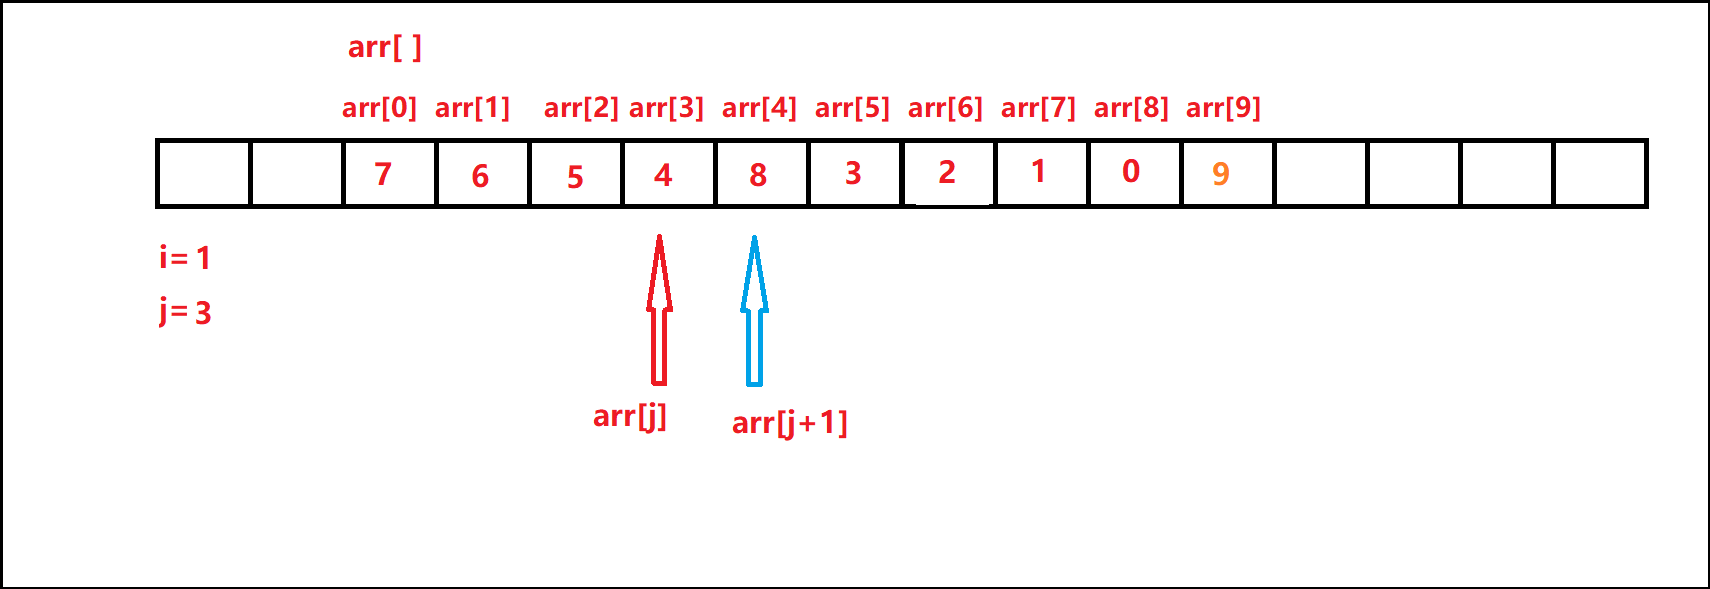 arr[ ]
arr[0] arr[1] arr[2] arr[3] arr[4] arr[5] arr[6] arr[7] arr[8] arr[9]
7 6 5 4 8 3 2 1 0 9
i= 1
j= 3
arr[j] arr[j+1]